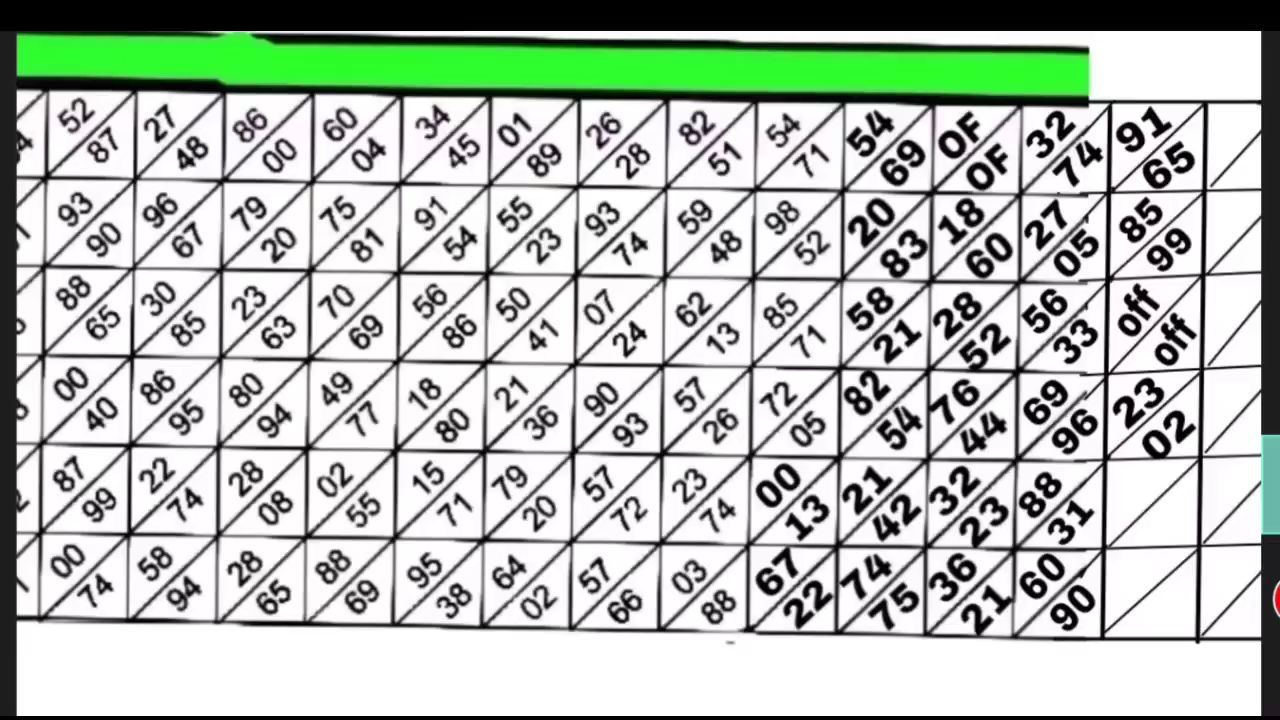 52 27 86 60 34 01 26 82 54 54 0F 32 91
87 48 00 04 45 89 28 51 71 69 0F 74 65
93 96 79 75 91 55 93 59 98 20 18 27 85
90 67 20 81 54 23 74 48 52 83 60 05 99
88 30 23 70 56 50 07 62 85 58 28 56 off
65 85 63 69 86 41 24 13 71 21 52 33 off
00 86 80 49 18 21 90 57 72 82 76 69 23
40 95 94 77 80 36 93 26 05 54 44 96 02
87 22 28 02 15 79 57 23 00 21 32 88
99 74 08 55 71 20 72 74 13 42 23 31
00 58 28 88 95 64 57 03 67 74 36 60
74 94 65 69 38 02 66 88 22 75 21 90